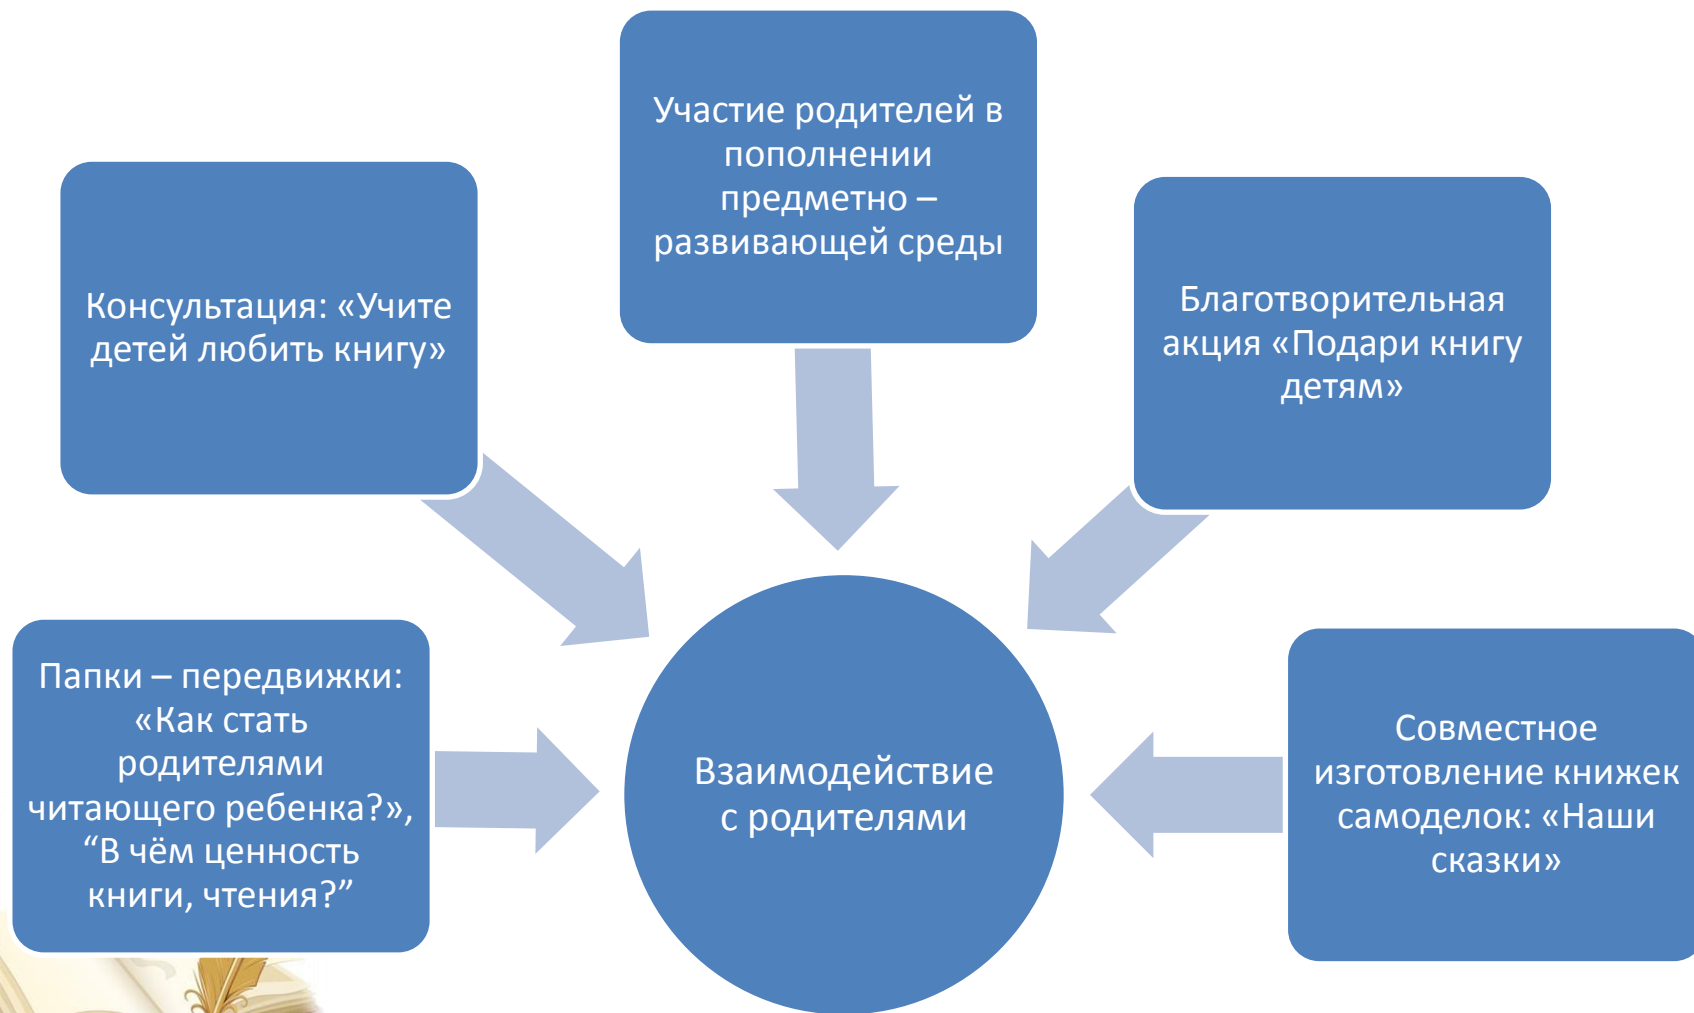 Участие родителей в
пополнении
предметно –
развивающей среды
Консультация: «Учите
детей любить книгу»
Благотворительная
акция «Подари книгу
детям»
Папки – передвижки:
«Как стать
родителями
читающего ребенка?»,
“В чём ценность
книги, чтения?”
Взаимодействие
с родителями
Совместное
изготовление книжек
самоделок: «Наши
сказки»